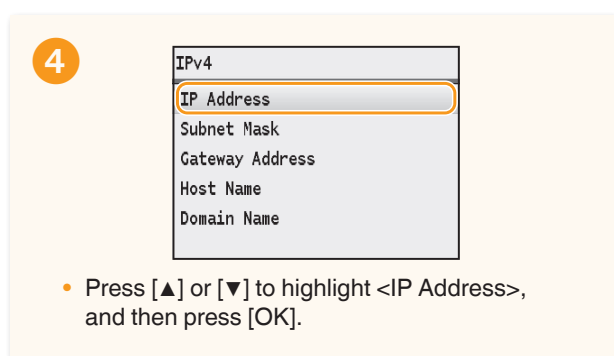 4
IPv4
IP Address
Subnet Mask
Gateway Address
Host Name
Domain Name
• Press [▲] or [▼] to highlight <IP Address>,
and then press [OK].